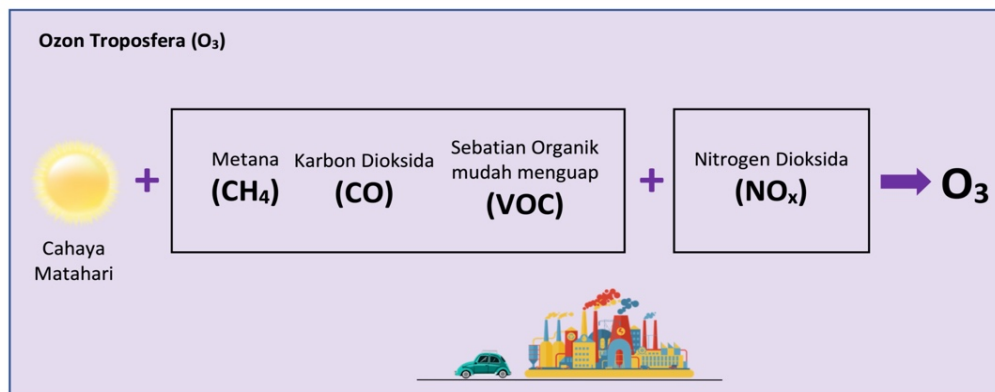 Ozon Troposfera (O₃)
Cahaya
Matahari
+
Metana
(CH₄)
Karbon Dioksida
(CO)
Sebatian Organik
mudah menguap
(VOC)
+
Nitrogen Dioksida
(NOₓ)
O₃